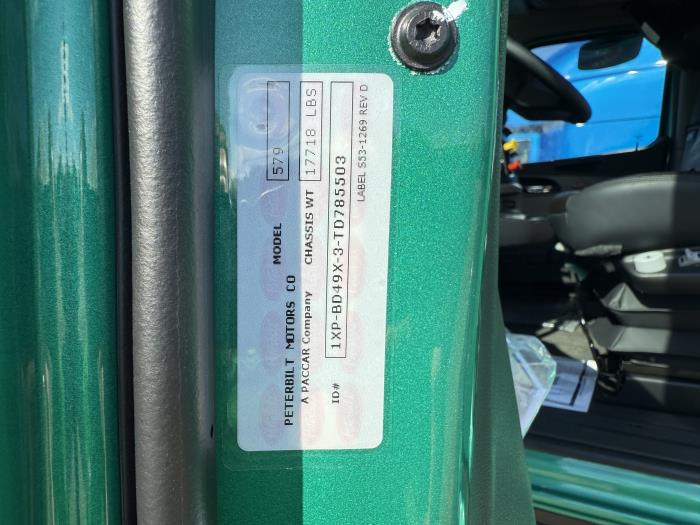 PETERBILT MOTORS CO MODEL 579
A PACCAR Company CHASSIS WT 17718 LBS
ID# 1XP-BD49X-3-TD785503
LABEL S53-1269 REV D